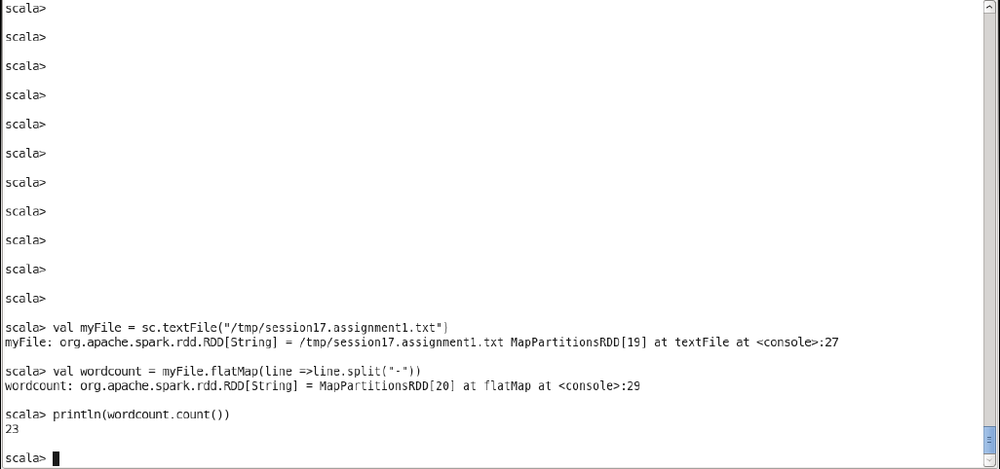 scala>
scala>
scala>
scala>
scala>
scala>
scala>
scala>
scala>
scala>
scala>
scala> val myFile = sc.textFile("/tmp/session17.assignment1.txt")
myFile: org.apache.spark.rdd.RDD[String] = /tmp/session17.assignment1.txt MapPartitionsRDD[19] at textFile at <console>:27
scala> val wordcount = myFile.flatMap(line =>line.split("-"))
wordcount: org.apache.spark.rdd.RDD[String] = MapPartitionsRDD[20] at flatMap at <console>:29
scala> println(wordcount.count())
23
scala>